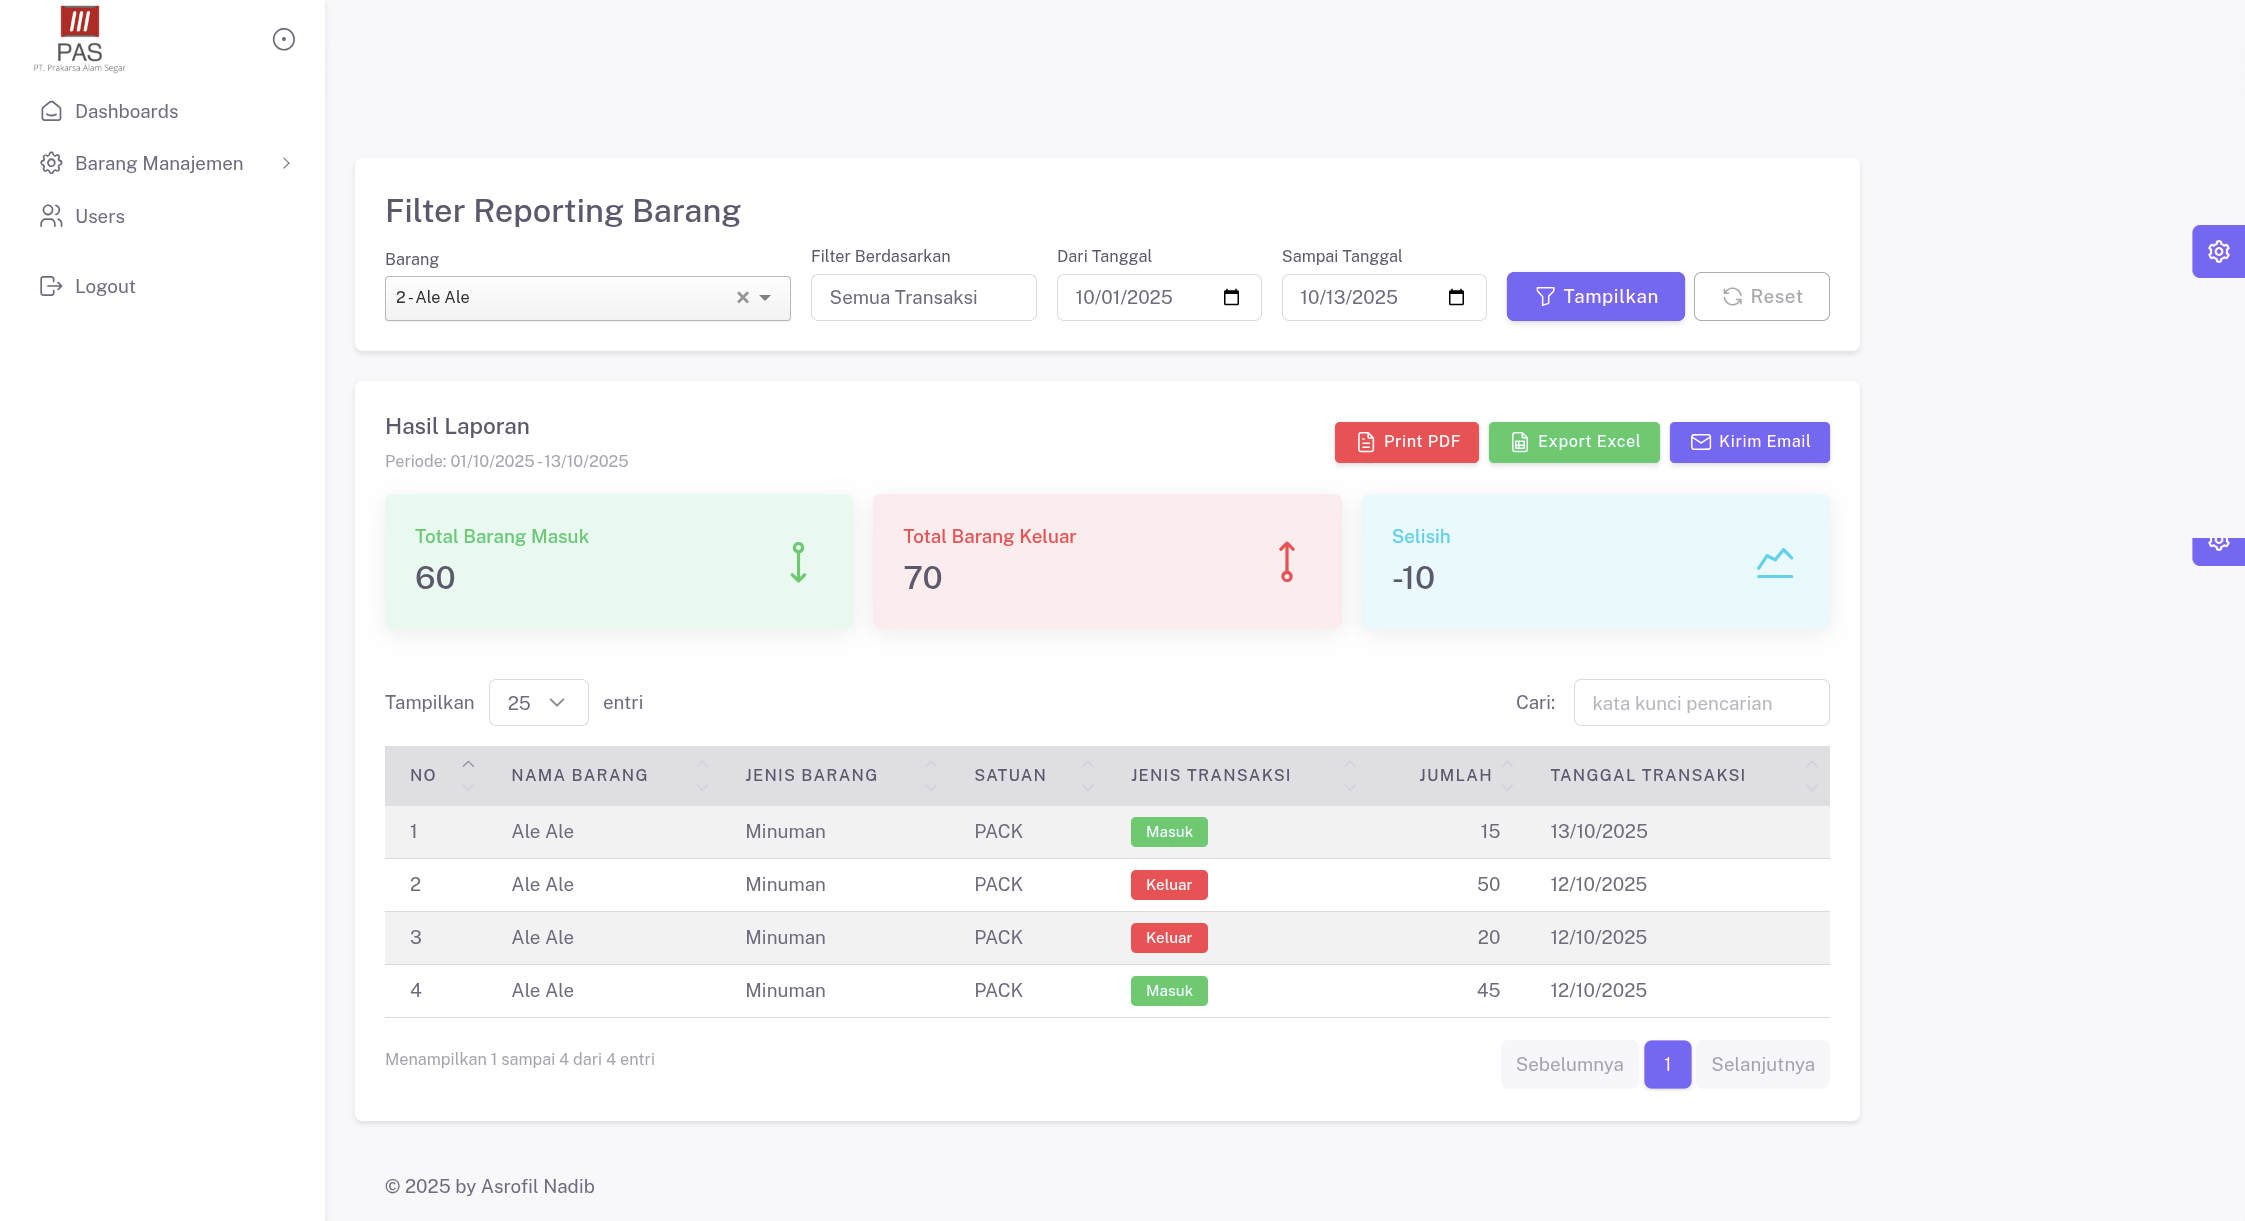 PAS
PT. Prakarsa Alam Segar
Dashboards
Barang Manajemen
Users
Logout
Filter Reporting Barang
Barang
2 - Ale Ale
Filter Berdasarkan
Semua Transaksi
Dari Tanggal
10/01/2025
Sampai Tanggal
10/13/2025
Tampilkan
Reset
Hasil Laporan
Periode: 01/10/2025 - 13/10/2025
Print PDF
Export Excel
Kirim Email
Total Barang Masuk
60
Total Barang Keluar
70
Selisih
-10
Tampilkan 25 entri
Cari: kata kunci pencarian
NO NAMA BARANG JENIS BARANG SATUAN JENIS TRANSAKSI JUMLAH TANGGAL TRANSAKSI
1 Ale Ale Minuman PACK Masuk 15 13/10/2025
2 Ale Ale Minuman PACK Keluar 50 12/10/2025
3 Ale Ale Minuman PACK Keluar 20 12/10/2025
4 Ale Ale Minuman PACK Masuk 45 12/10/2025
Menampilkan 1 sampai 4 dari 4 entri
Sebelumnya 1 Selanjutnya
© 2025 by Asrofil Nadib